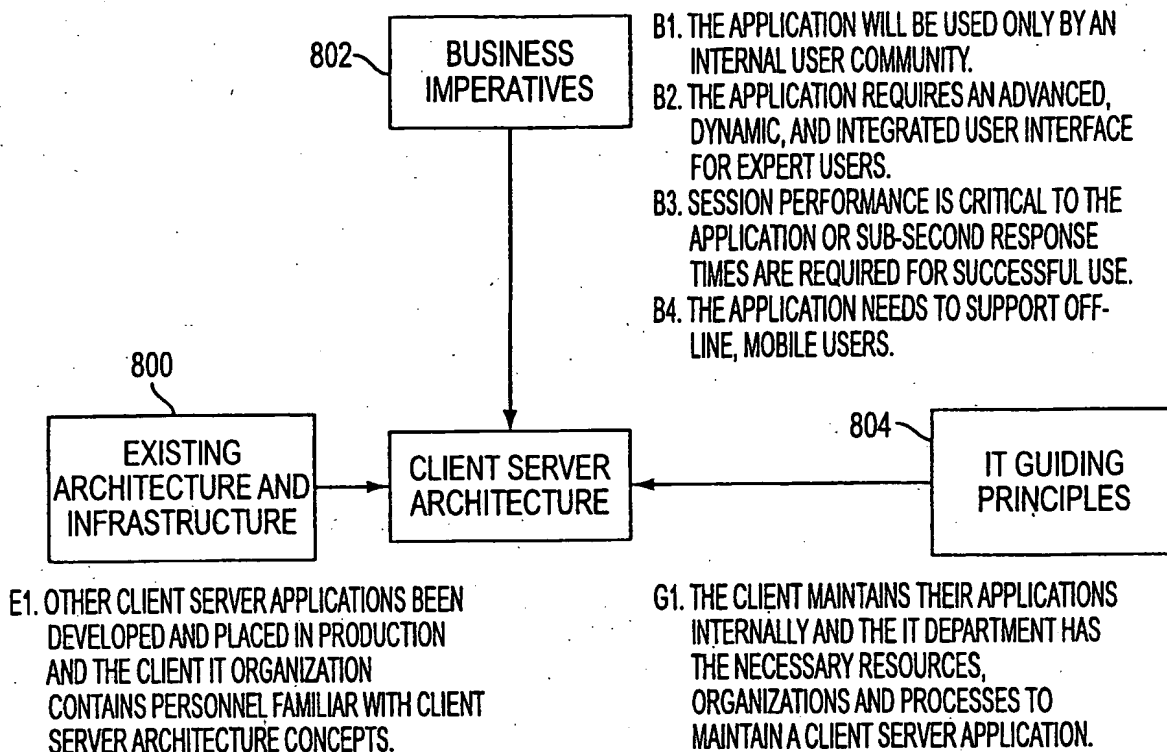 802
BUSINESS
IMPERATIVES
B1. THE APPLICATION WILL BE USED ONLY BY AN
INTERNAL USER COMMUNITY.
B2. THE APPLICATION REQUIRES AN ADVANCED,
DYNAMIC, AND INTEGRATED USER INTERFACE
FOR EXPERT USERS.
B3. SESSION PERFORMANCE IS CRITICAL TO THE
APPLICATION OR SUB-SECOND RESPONSE
TIMES ARE REQUIRED FOR SUCCESSFUL USE.
B4. THE APPLICATION NEEDS TO SUPPORT OFF-
LINE, MOBILE USERS.
800
EXISTING
ARCHITECTURE AND
INFRASTRUCTURE
CLIENT SERVER
ARCHITECTURE
804
IT GUIDING
PRINCIPLES
E1. OTHER CLIENT SERVER APPLICATIONS BEEN
DEVELOPED AND PLACED IN PRODUCTION
AND THE CLIENT IT ORGANIZATION
CONTAINS PERSONNEL FAMILIAR WITH CLIENT
SERVER ARCHITECTURE CONCEPTS.
G1. THE CLIENT MAINTAINS THEIR APPLICATIONS
INTERNALLY AND THE IT DEPARTMENT HAS
THE NECESSARY RESOURCES,
ORGANIZATIONS AND PROCESSES TO
MAINTAIN A CLIENT SERVER APPLICATION.